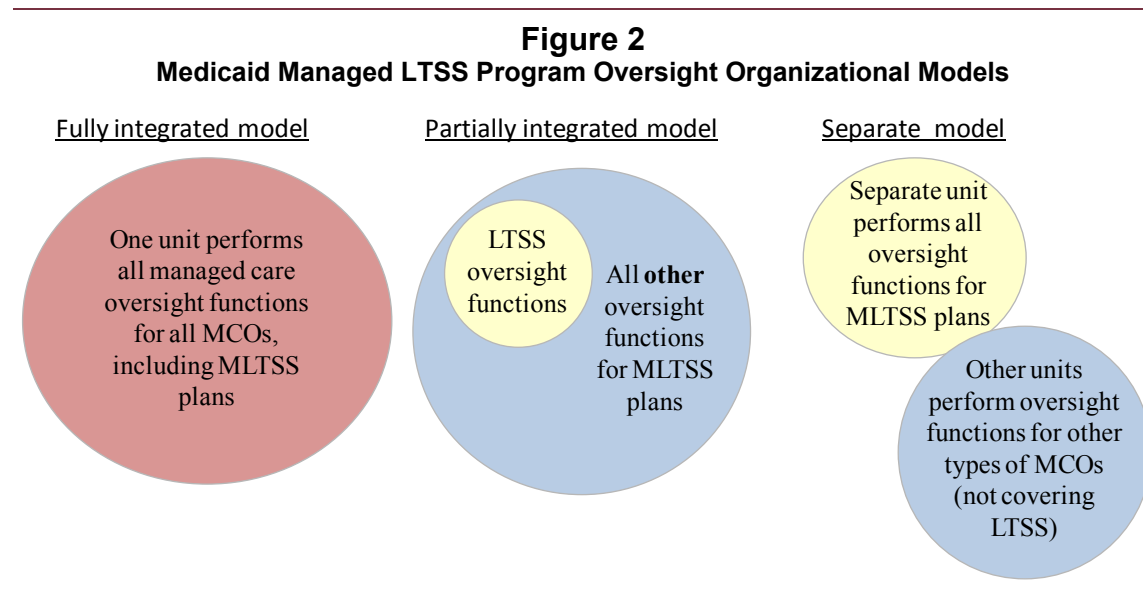 Figure 2
Medicaid Managed LTSS Program Oversight Organizational Models
Fully integrated model
One unit performs
all managed care
oversight functions
for all MCOs,
including MLTSS
plans
Partially integrated model
LTSS
oversight
functions
All other
oversight
functions
for MLTSS
plans
Separate model
Separate unit
performs all
oversight
functions for
MLTSS plans
Other units
perform oversight
functions for other
types of MCOs
(not covering
LTSS)